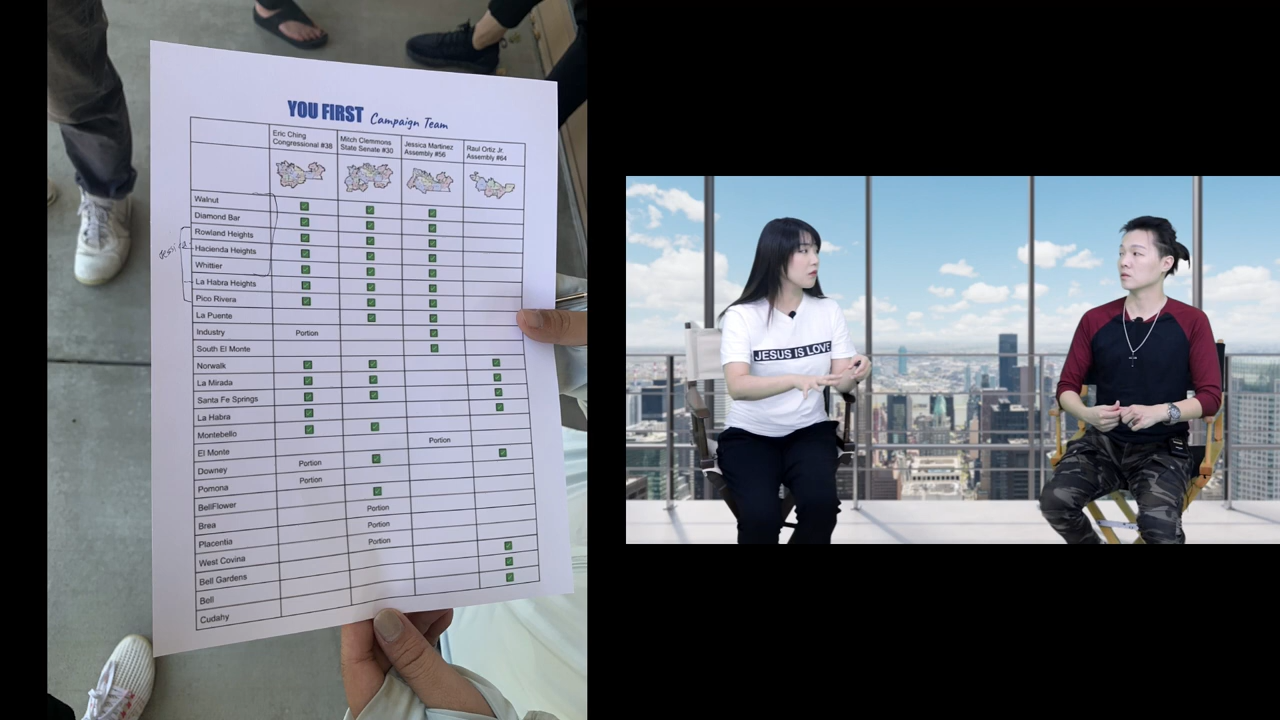 YOU FIRST Campaign Team
Eric Ching Congressional #38 Mitch Clemmons State Senate #30 Jessica Martinez Assembly #56 Raul Ortiz Jr. Assembly #64
Walnut
Diamond Bar
Rowland Heights
Hacienda Heights
Whittier
La Habra Heights
Pico Rivera
La Puente
Industry Portion
South El Monte
Norwalk
La Mirada
Santa Fe Springs
La Habra
Montebello
El Monte Portion
Downey Portion
Pomona Portion
BellFlower
Brea Portion
Placentia Portion
West Covina Portion
Bell Gardens
Bell
Cudahy
JESUS IS LOVE